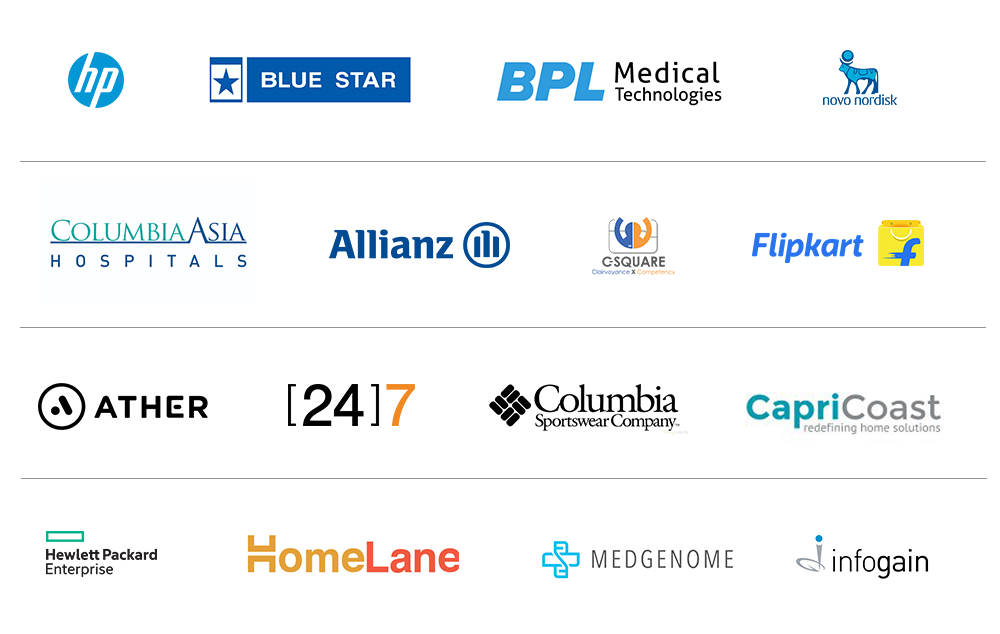 hp
BLUE STAR
BPL Medical
Technologies
novo nordisk
COLUMBIA ASIA
HOSPITALS
Allianz
C-SQUARE
Clairvoyance X Competency
Flipkart
f
ATHER
[24]7
Columbia
Sportswear Company
CapriCoast
redefining home solutions
Hewlett Packard
Enterprise
HomeLane
MEDGENOME
infogain